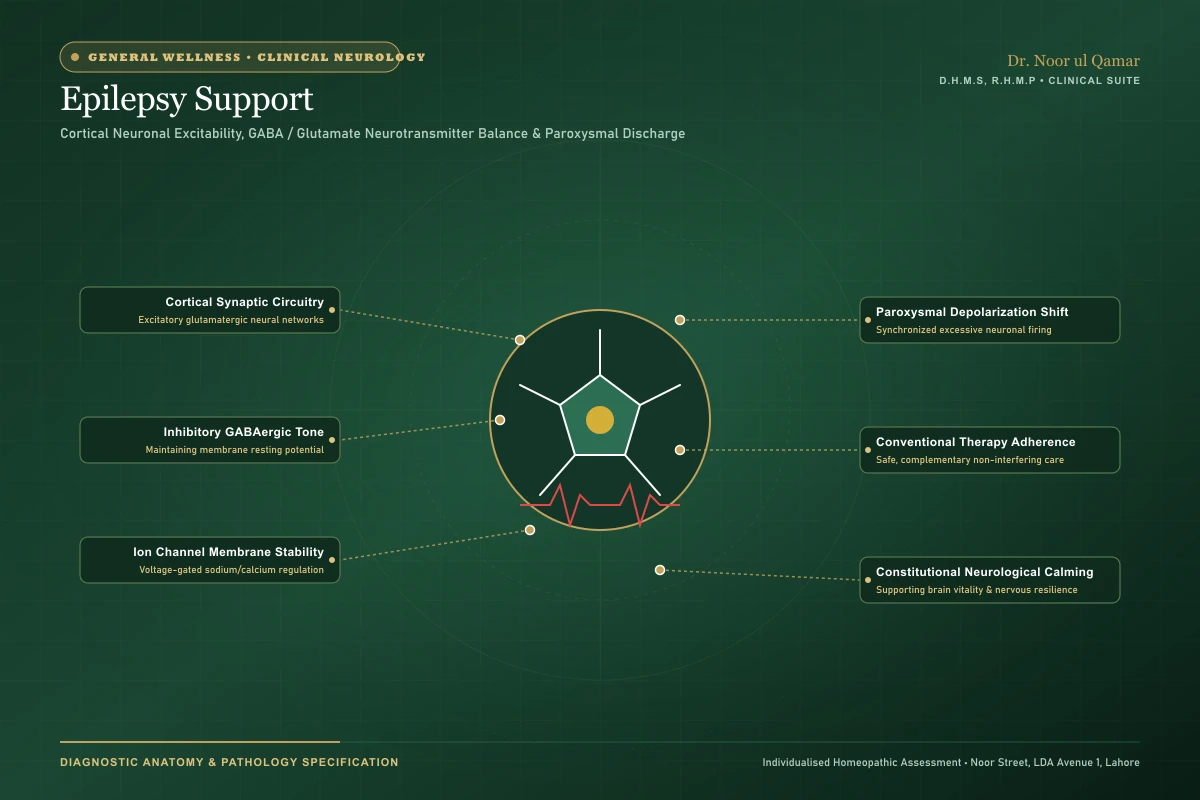 GENERAL WELLNESS • CLINICAL NEUROLOGY
Epilepsy Support
Cortical Neuronal Excitability, GABA / Glutamate Neurotransmitter Balance & Paroxysmal Discharge
Dr. Noor ul Qamar
D.H.M.S, R.H.M.P • CLINICAL SUITE
Cortical Synaptic Circuitry
Excitatory glutamatergic neural networks
Inhibitory GABAergic Tone
Maintaining membrane resting potential
Ion Channel Membrane Stability
Voltage-gated sodium/calcium regulation
Paroxysmal Depolarization Shift
Synchronized excessive neuronal firing
Conventional Therapy Adherence
Safe, complementary non-interfering care
Constitutional Neurological Calming
Supporting brain vitality & nervous resilience
DIAGNOSTIC ANATOMY & PATHOLOGY SPECIFICATION
Individualised Homeopathic Assessment • Noor Street, LDA Avenue 1, Lahore